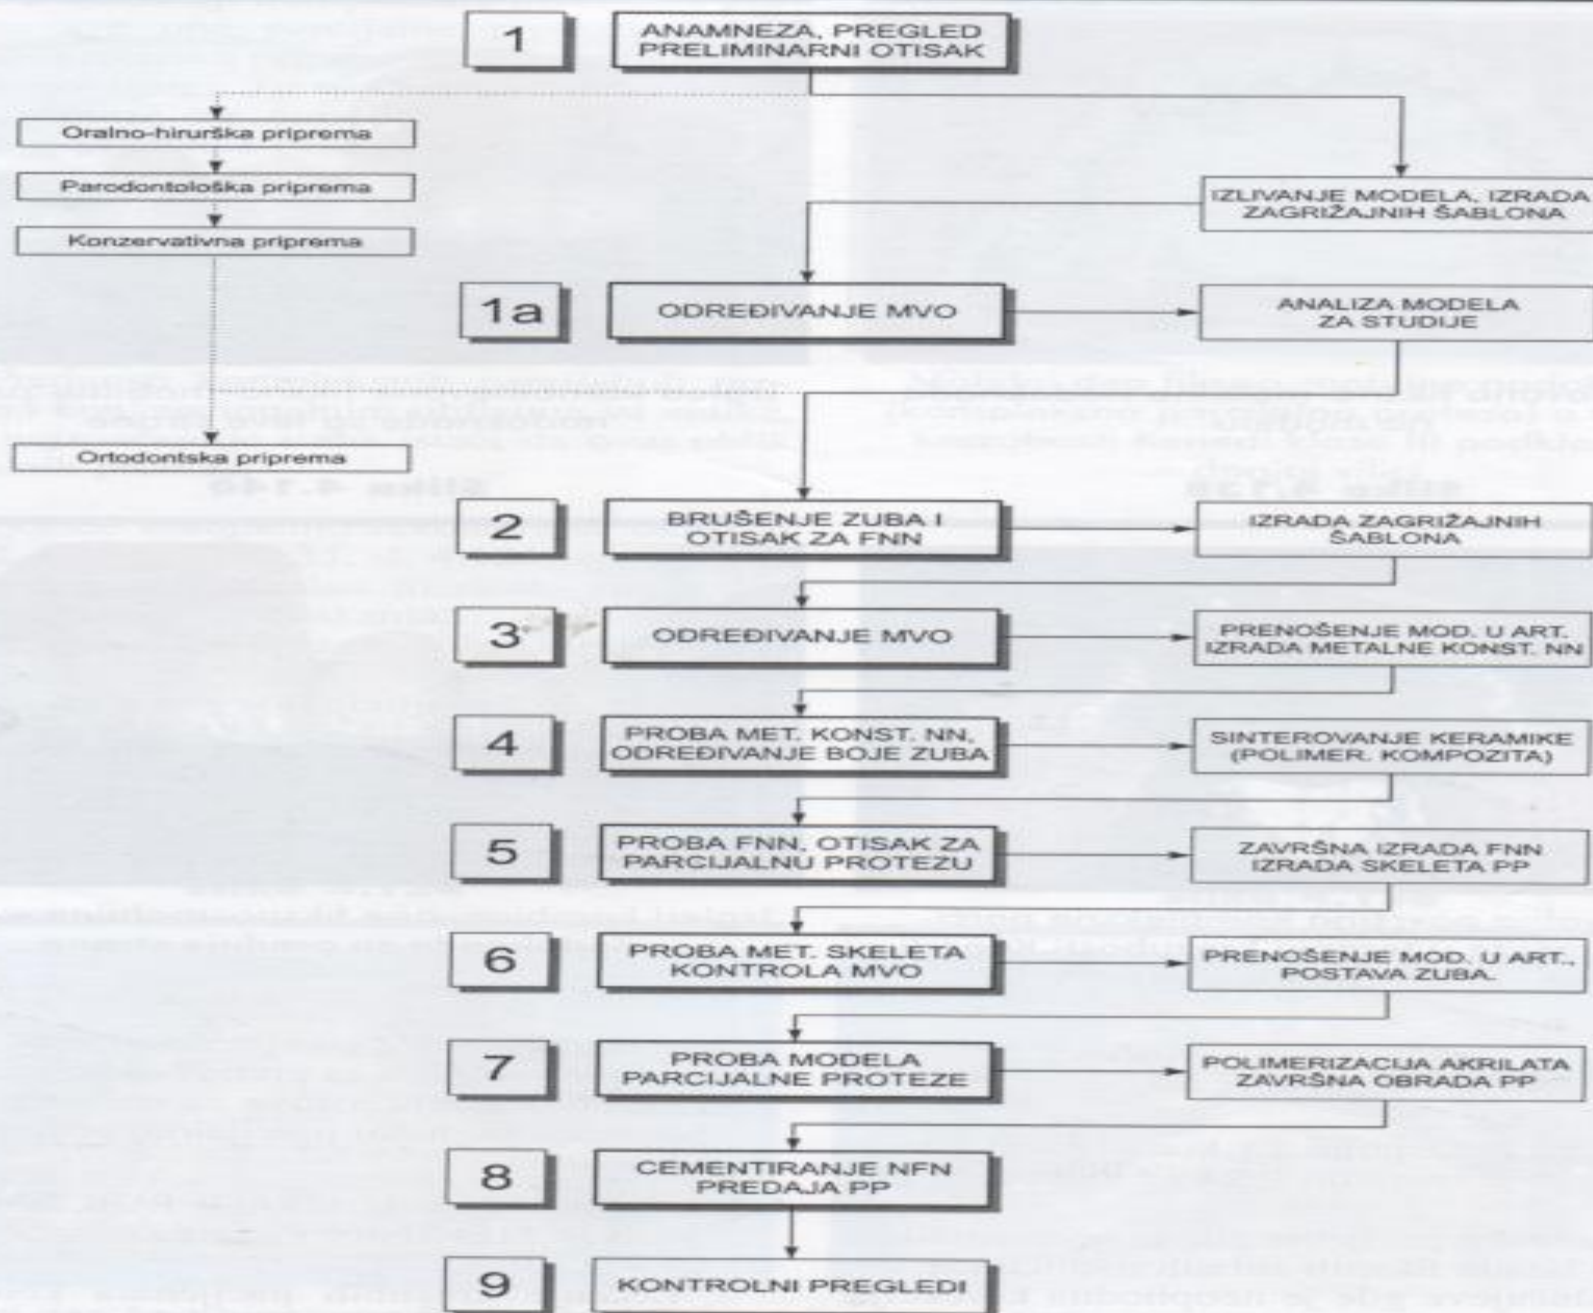 1
ANAMNEZA, PREGLED
PRELIMINARNI OTISAK
Oralno-hirurška priprema
Parodontološka priprema
Konzervativna priprema
Ortodontska priprema
IZLIVANJE MODELA, IZRADA
ZAGRIŽAJNIH ŠABLONA
1a
ODREĐIVANJE MVO
ANALIZA MODELA
ZA STUDIJE
2
BRUŠENJE ZUBA I
OTISAK ZA FNN
IZRADA ZAGRIŽAJNIH
ŠABLONA
3
ODREĐIVANJE MVO
PRENOŠENJE MOD. U ART.
IZRADA METALNE KONST. NN
4
PROBA MET. KONST. NN,
ODREĐIVANJE BOJE ZUBA
SINTEROVANJE KERAMIKE
(POLIMER. KOMPOZITA)
5
PROBA FNN, OTISAK ZA
PARCIJALNU PROTEZU
ZAVRŠNA IZRADA FNN
IZRADA SKELETA PP
6
PROBA MET. SKELETA
KONTROLA MVO
PRENOŠENJE MOD. U ART.,
POSTAVA ZUBA.
7
PROBA MODELA
PARCIJALNE PROTEZE
POLIMERIZACIJA AKRILATA
ZAVRŠNA OBRADA PP
8
CEMENTIRANJE NFN
PREDAJA PP
9
KONTROLNI PREGLEDI